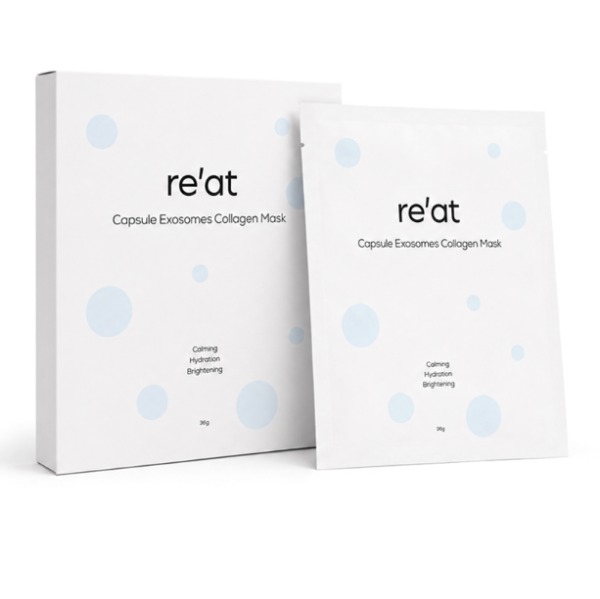 re'at
Capsule Exosomes Collagen Mask
Calming
Hydration
Brightening
36g
re'at
Capsule Exosomes Collagen Mask
Calming
Hydration
Brightening
36g